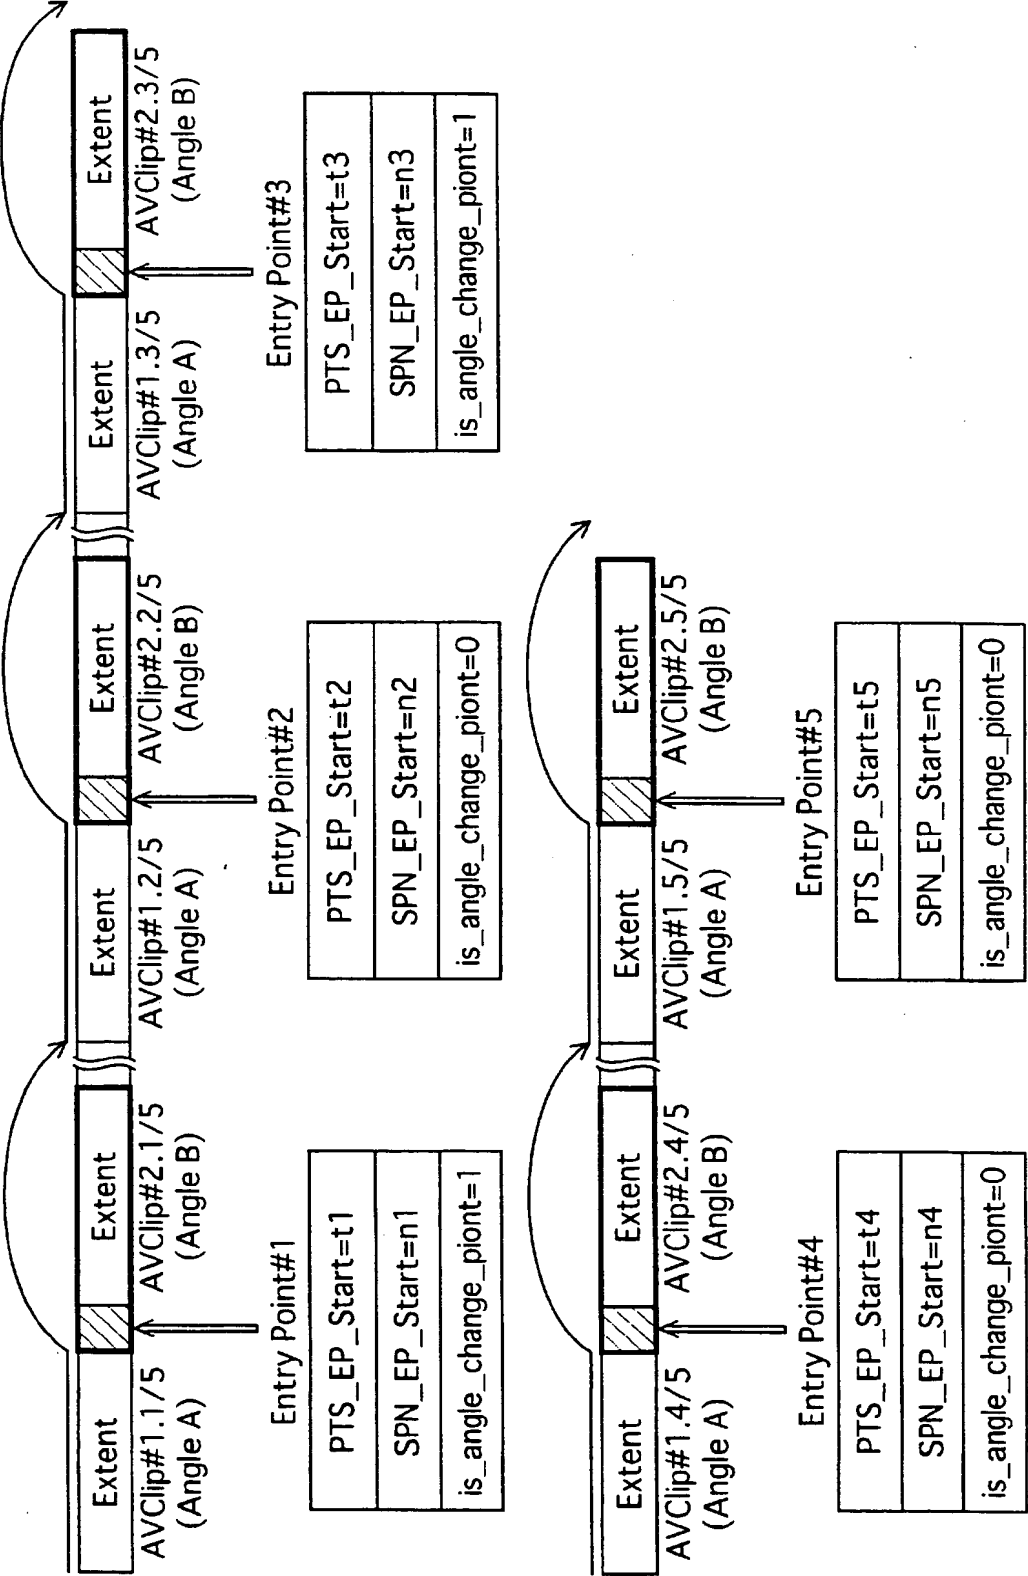 Extent
AVClip#1.1/5
(Angle A)
Extent
AVClip#2.1/5
(Angle B)
Extent
AVClip#1.2/5
(Angle A)
Extent
AVClip#2.2/5
(Angle B)
Extent
AVClip#1.3/5
(Angle A)
Extent
AVClip#2.3/5
(Angle B)
Entry Point#1
PTS_EP_Start=t1
SPN_EP_Start=n1
is_angle_change_piont=1
Entry Point#2
PTS_EP_Start=t2
SPN_EP_Start=n2
is_angle_change_piont=0
Entry Point#3
PTS_EP_Start=t3
SPN_EP_Start=n3
is_angle_change_piont=1
Extent
AVClip#1.4/5
(Angle A)
Extent
AVClip#2.4/5
(Angle B)
Extent
AVClip#1.5/5
(Angle A)
Extent
AVClip#2.5/5
(Angle B)
Entry Point#4
PTS_EP_Start=t4
SPN_EP_Start=n4
is_angle_change_piont=0
Entry Point#5
PTS_EP_Start=t5
SPN_EP_Start=n5
is_angle_change_piont=0